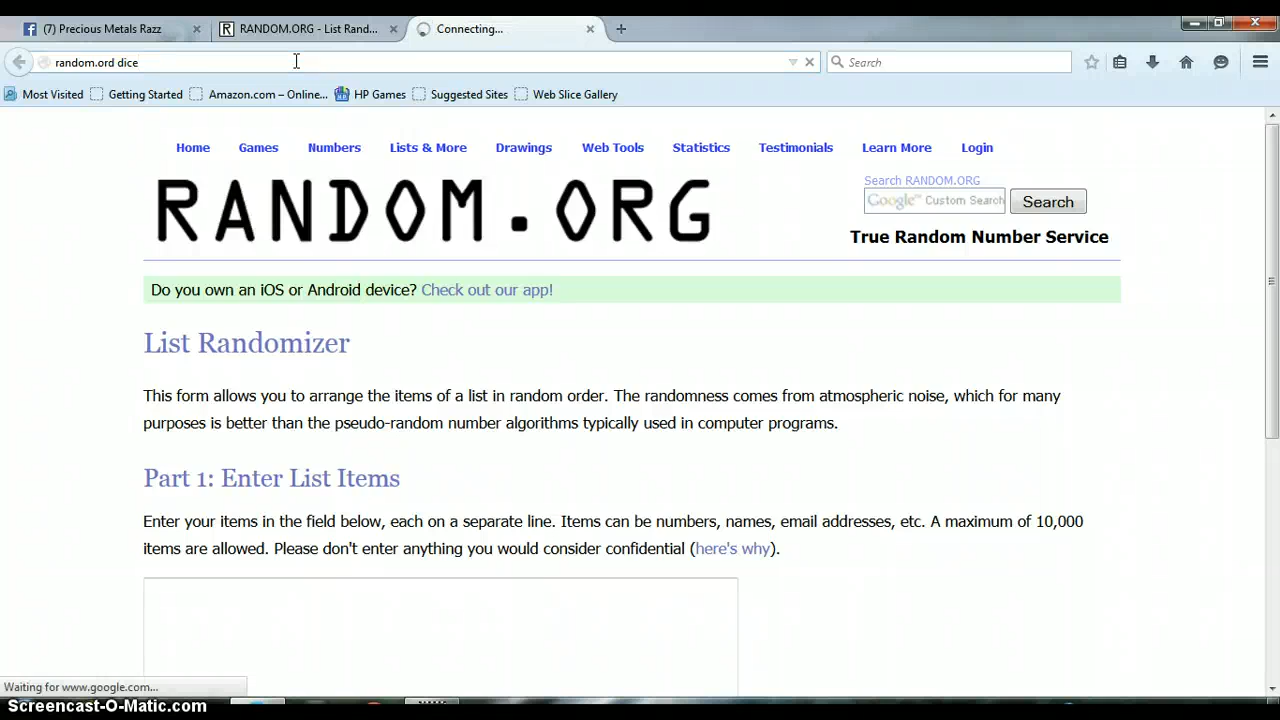 (7) Precious Metals Razz
RANDOM.ORG - List Rand...
Connecting...
random.ord dice
Search
Most Visited
Getting Started
Amazon.com – Online...
HP Games
Suggested Sites
Web Slice Gallery
Home Games Numbers Lists & More Drawings Web Tools Statistics Testimonials Learn More Login
RANDOM.ORG
Search RANDOM.ORG
Google™ Custom Search
Search
True Random Number Service
Do you own an iOS or Android device? Check out our app!
List Randomizer
This form allows you to arrange the items of a list in random order. The randomness comes from atmospheric noise, which for many
purposes is better than the pseudo-random number algorithms typically used in computer programs.
Part 1: Enter List Items
Enter your items in the field below, each on a separate line. Items can be numbers, names, email addresses, etc. A maximum of 10,000
items are allowed. Please don't enter anything you would consider confidential (here's why).
Waiting for www.google.com...
Screencast-O-Matic.com